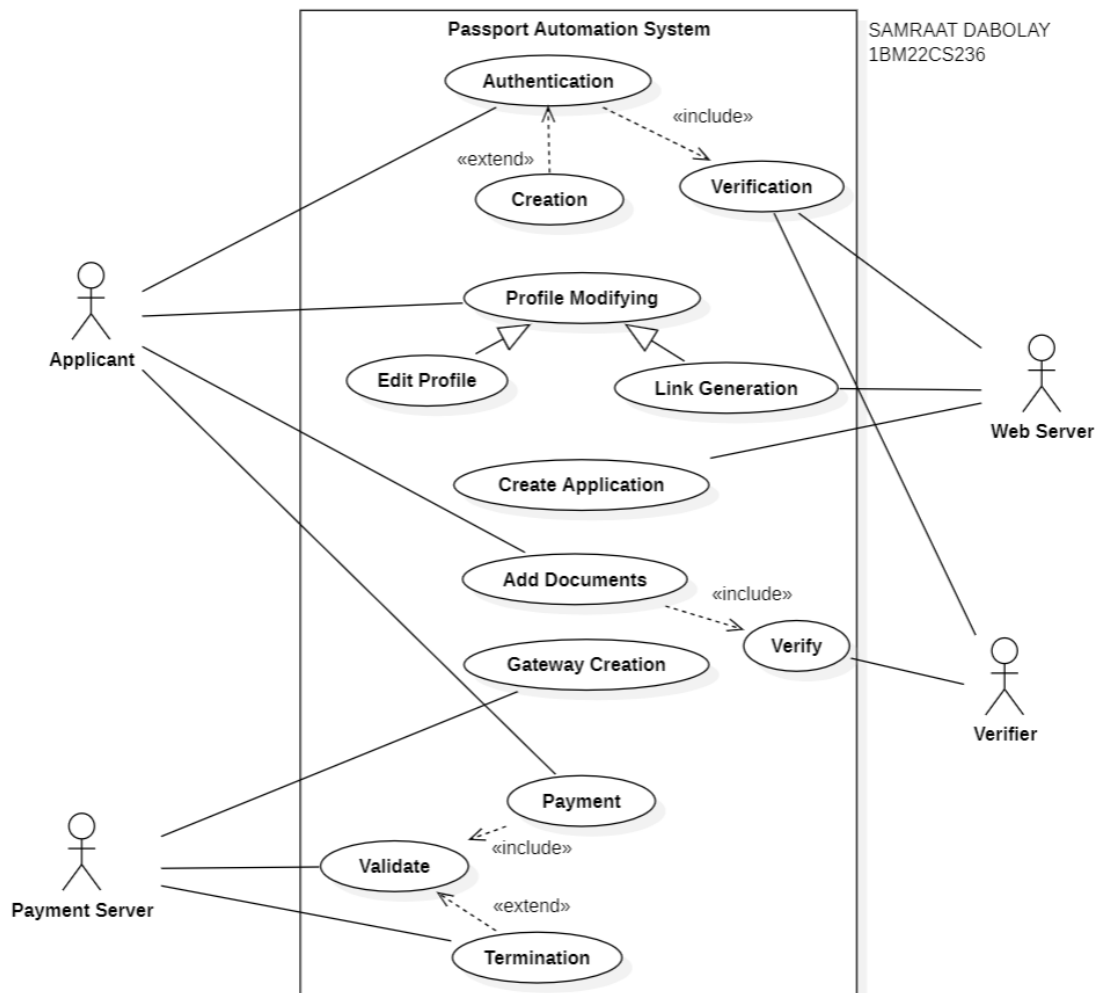 Passport Automation System
SAMRAAT DABOLAY
1BM22CS236
Authentication
«include»
«extend»
Verification
Creation
Profile Modifying
Applicant
Edit Profile
Link Generation
Web Server
Create Application
Add Documents
«include»
Verify
Gateway Creation
Verifier
Payment
«include»
Validate
Payment Server
«extend»
Termination